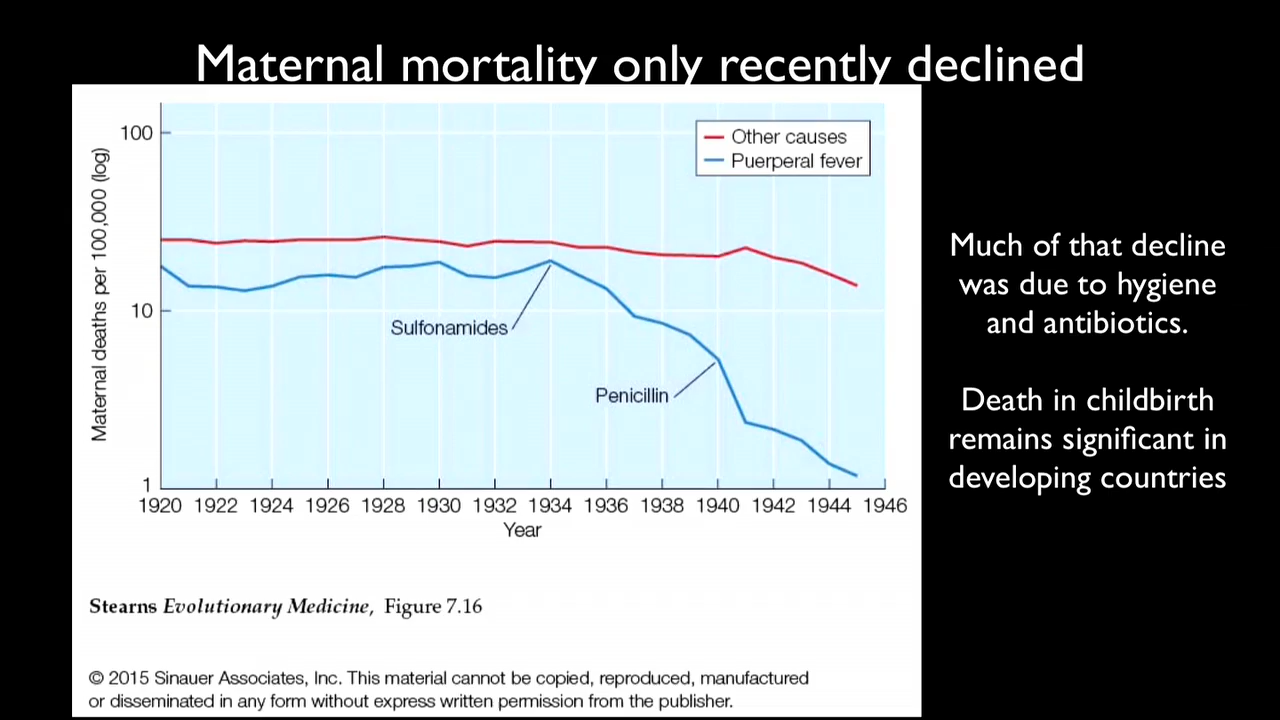 Maternal mortality only recently declined
Maternal deaths per 100,000 (log)
100
10
1
Other causes
Puerperal fever
Sulfonamides
Penicillin
1920 1922 1924 1926 1928 1930 1932 1934 1936 1938 1940 1942 1944 1946
Year
Much of that decline
was due to hygiene
and antibiotics.
Death in childbirth
remains significant in
developing countries
Stearns Evolutionary Medicine, Figure 7.16
© 2015 Sinauer Associates, Inc. This material cannot be copied, reproduced, manufactured
or disseminated in any form without express written permission from the publisher.